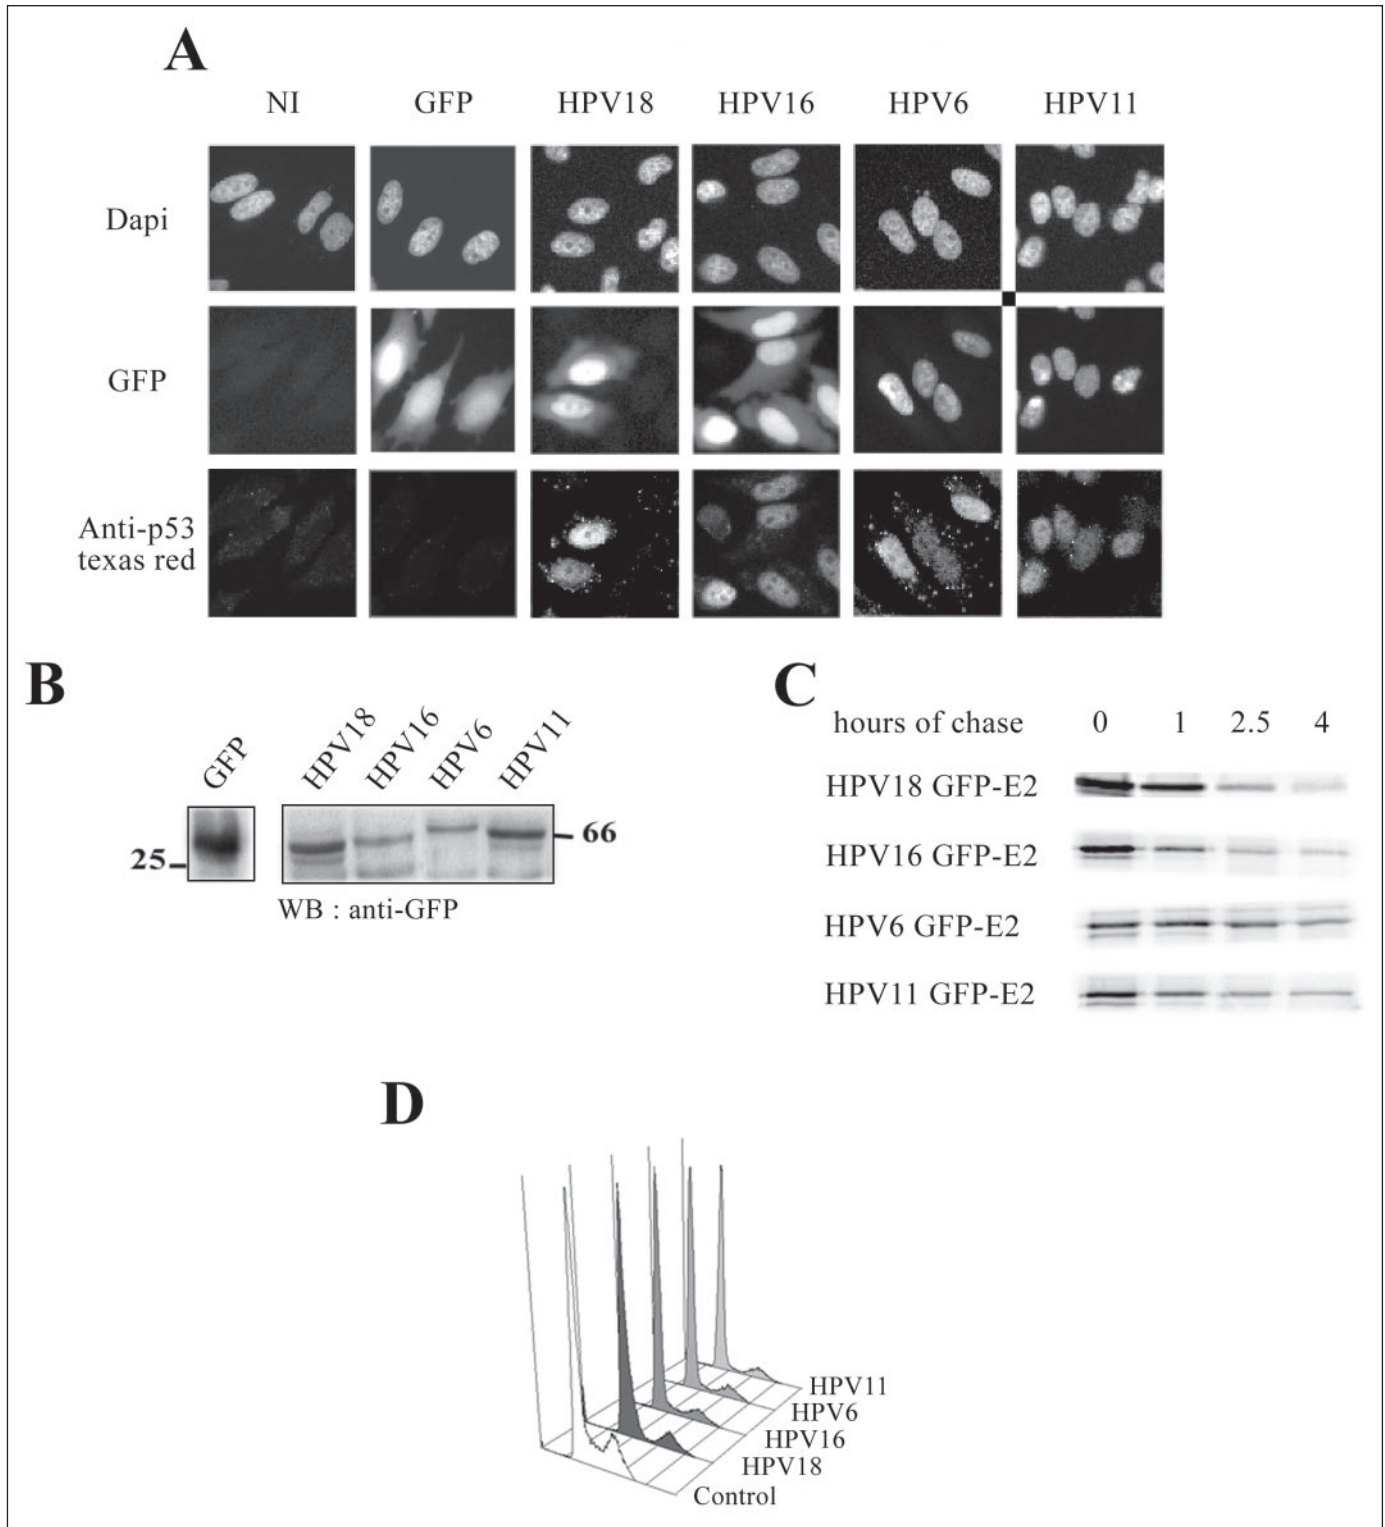 A
NI GFP HPV18 HPV16 HPV6 HPV11
Dapi
GFP
Anti-p53
texas red
B
GFP HPV18 HPV16 HPV6 HPV11
25
66
WB : anti-GFP
C
hours of chase 0 1 2.5 4
HPV18 GFP-E2
HPV16 GFP-E2
HPV6 GFP-E2
HPV11 GFP-E2
D
HPV11
HPV6
HPV16
HPV18
Control